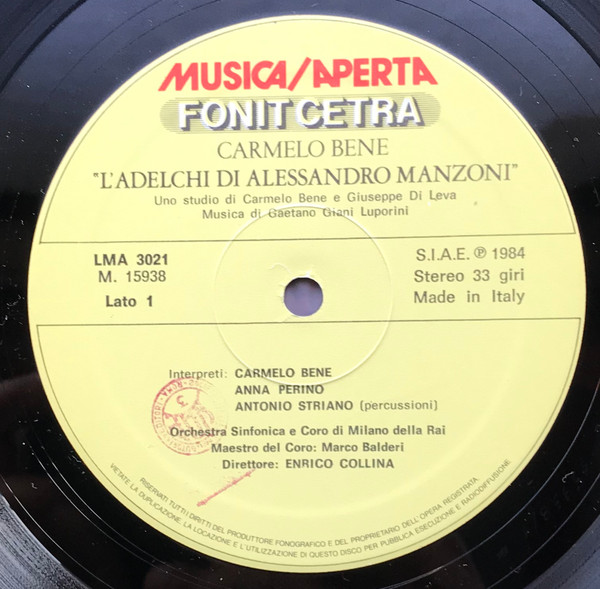 MUSICA/APERTA
FONIT CETRA
CARMELO BENE
"L'ADELCHI DI ALESSANDRO MANZONI"
Uno studio di Carmelo Bene e Giuseppe Di Leva
Musica di Gaetano Giani Luporini
LMA 3021
M. 15938
Lato 1
S.I.A.E. ℗ 1984
Stereo 33 giri
Made in Italy
Interpreti: CARMELO BENE
ANNA PERINO
ANTONIO STRIANO (percussioni)
Orchestra Sinfonica e Coro di Milano della Rai
Maestro del Coro: Marco Balderi
Direttore: ENRICO COLLINA
RISERVATI TUTTI I DIRITTI DEL PRODUTTORE FONOGRAFICO E DEL PROPRIETARIO DELL'OPERA REGISTRATA
VIETATE LA DUPLICAZIONE, LA LOCAZIONE E L'UTILIZZAZIONE DI QUESTO DISCO PER PUBBLICA ESECUZIONE E RADIODIFFUSIONE